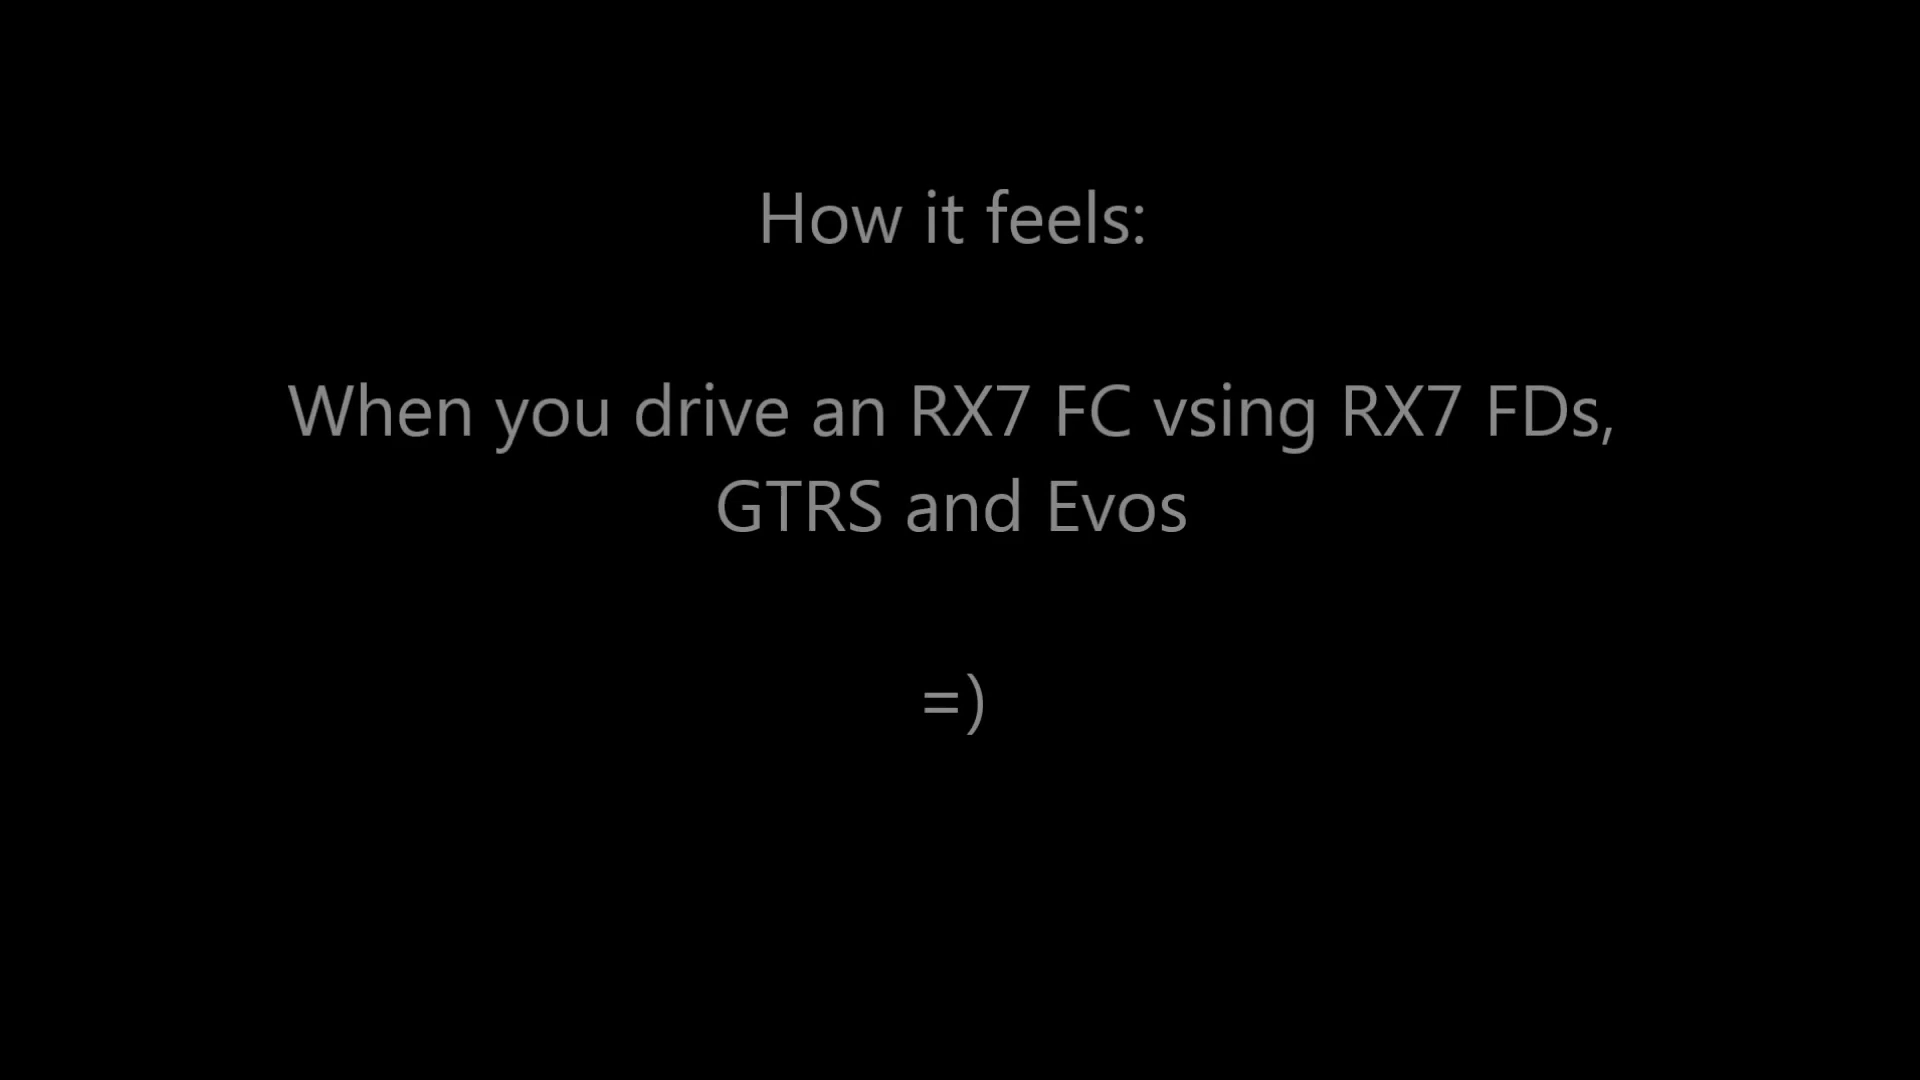 How it feels:
When you drive an RX7 FC vsing RX7 FDs,
GTRS and Evos
=)